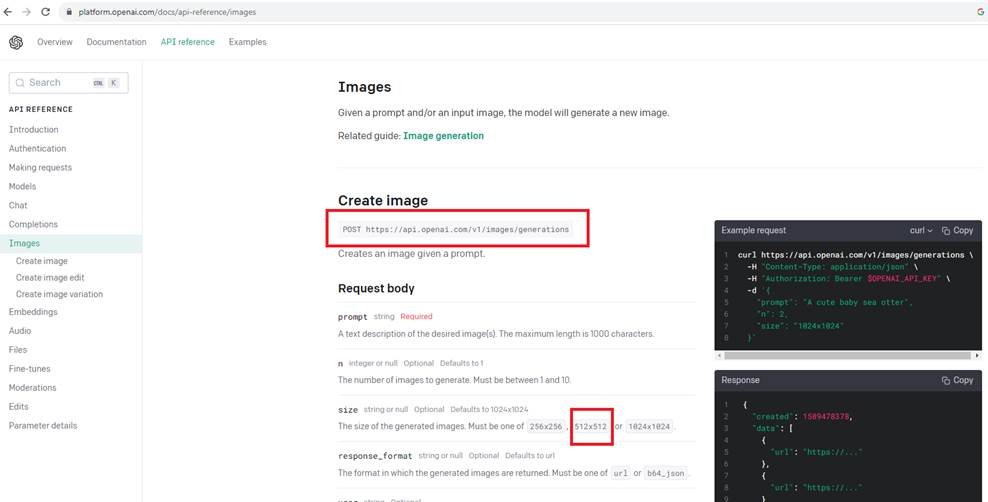 platform.openai.com/docs/api-reference/images
Overview Documentation API reference Examples
Search CTRL K
API REFERENCE
Introduction
Authentication
Making requests
Models
Chat
Completions
Images
Create image
Create image edit
Create image variation
Embeddings
Audio
Files
Fine-tunes
Moderations
Edits
Parameter details
Images
Given a prompt and/or an input image, the model will generate a new image.
Related guide: Image generation
Create image
POST https://api.openai.com/v1/images/generations
Creates an image given a prompt.
Request body
prompt string Required
A text description of the desired image(s). The maximum length is 1000 characters.
n integer or null Optional Defaults to 1
The number of images to generate. Must be between 1 and 10.
size string or null Optional Defaults to 1024x1024
The size of the generated images. Must be one of 256x256, 512x512 or 1024x1024.
response_format string or null Optional Defaults to url
The format in which the generated images are returned. Must be one of url or b64_json.
Example request curl Copy
1 curl https://api.openai.com/v1/images/generations \
2 -H "Content-Type: application/json" \
3 -H "Authorization: Bearer $OPENAI_API_KEY" \
4 -d '{
5 "prompt": "A cute baby sea otter",
6 "n": 2,
7 "size": "1024x1024"
8 }'
Response Copy
1 {
2 "created": 1589478378,
3 "data": [
4 {
5 "url": "https://..."
6 },
7 {
8 "url": "https://..."
9 }